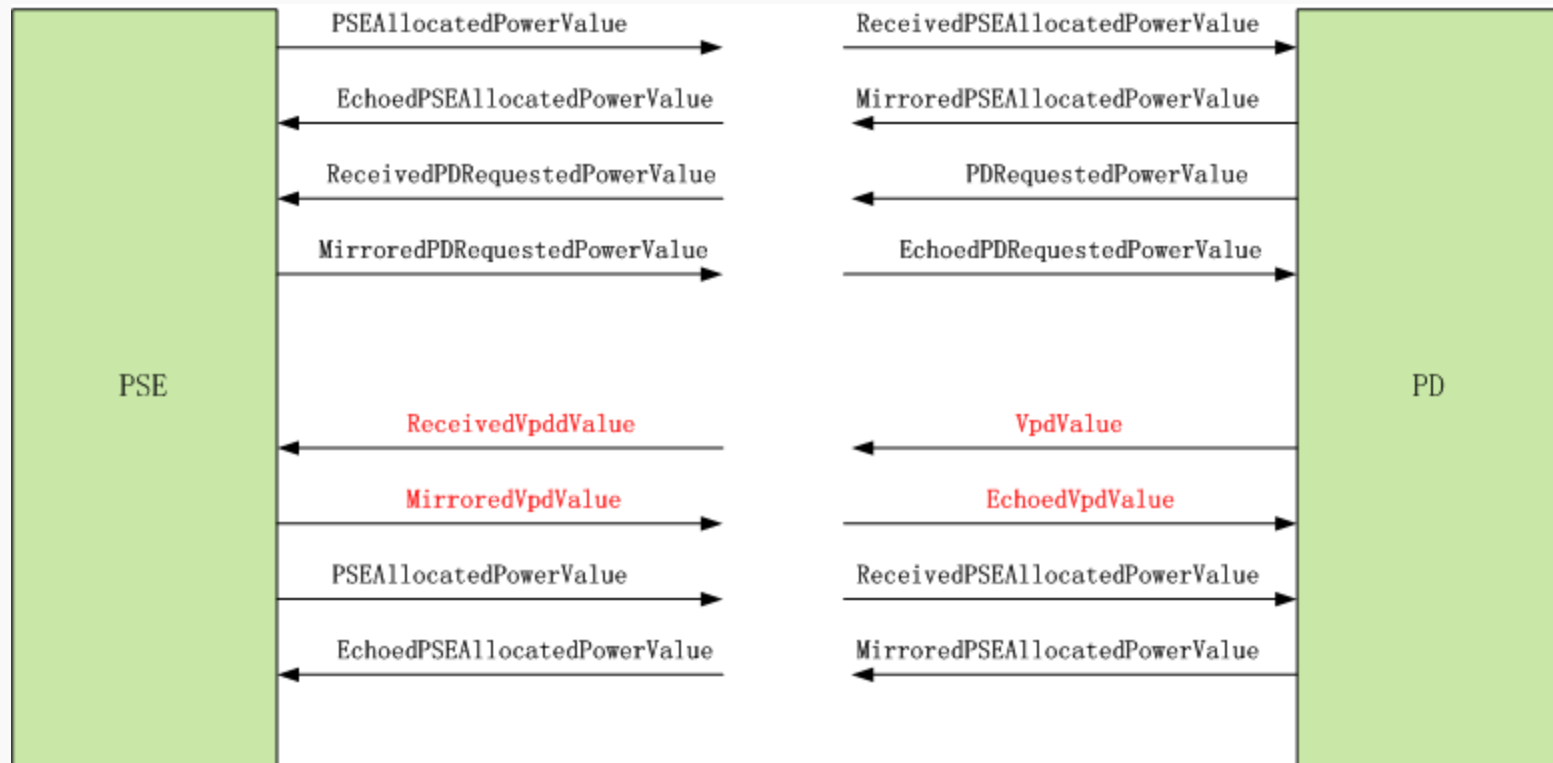 PSEAllocatedPowerValue ReceivedPSEAllocatedPowerValue
EchoedPSEAllocatedPowerValue MirroredPSEAllocatedPowerValue
ReceivedPDRequestedPowerValue PDRequestedPowerValue
MirroredPDRequestedPowerValue EchoedPDRequestedPowerValue
PSE PD
ReceivedVpddValue VpdValue
MirroredVpdValue EchoedVpdValue
PSEAllocatedPowerValue ReceivedPSEAllocatedPowerValue
EchoedPSEAllocatedPowerValue MirroredPSEAllocatedPowerValue